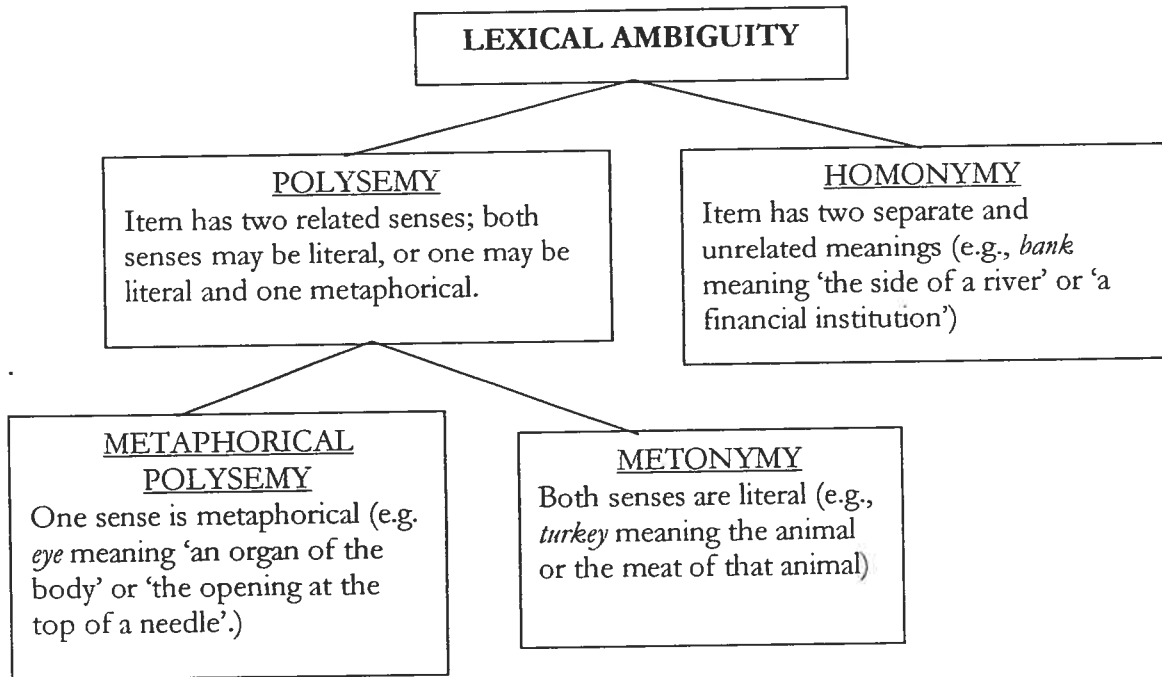 LEXICAL AMBIGUITY
POLYSEMY
Item has two related senses; both
senses may be literal, or one may be
literal and one metaphorical.
HOMONYMY
Item has two separate and
unrelated meanings (e.g., bank
meaning ‘the side of a river’ or ‘a
financial institution’)
METAPHORICAL
POLYSEMY
One sense is metaphorical (e.g.
eye meaning ‘an organ of the
body’ or ‘the opening at the
top of a needle’.)
METONYMY
Both senses are literal (e.g.,
turkey meaning the animal
or the meat of that animal)